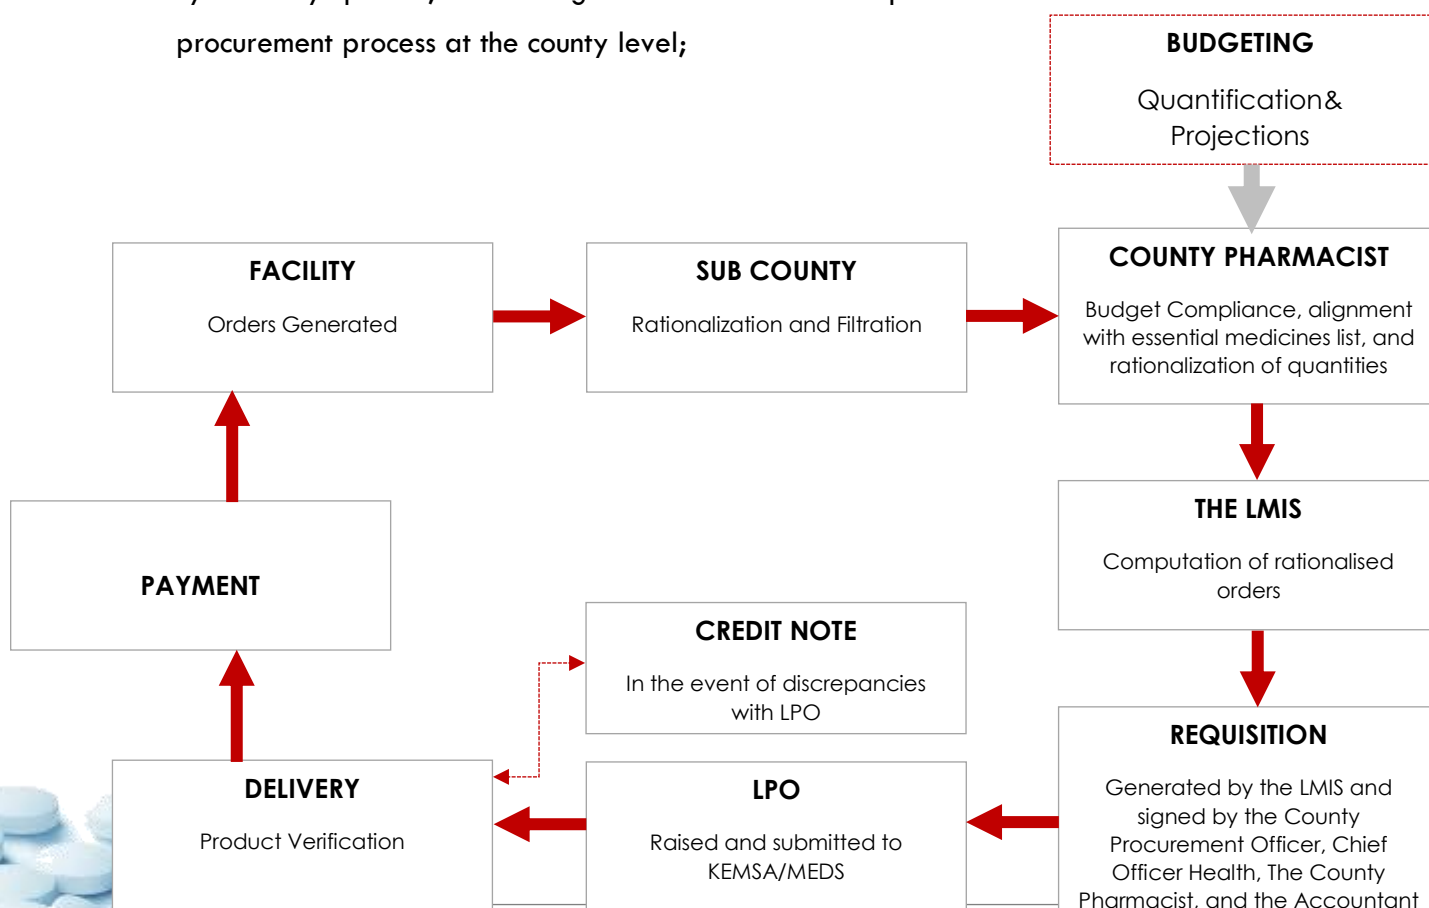 procurement process at the county level;
BUDGETING
Quantification&
Projections
FACILITY
Orders Generated
SUB COUNTY
Rationalization and Filtration
COUNTY PHARMACIST
Budget Compliance, alignment
with essential medicines list, and
rationalization of quantities
THE LMIS
Computation of rationalised
orders
PAYMENT
CREDIT NOTE
In the event of discrepancies
with LPO
DELIVERY
Product Verification
LPO
Raised and submitted to
KEMSA/MEDS
REQUISITION
Generated by the LMIS and
signed by the County
Procurement Officer, Chief
Officer Health, The County
Pharmacist, and the Accountant